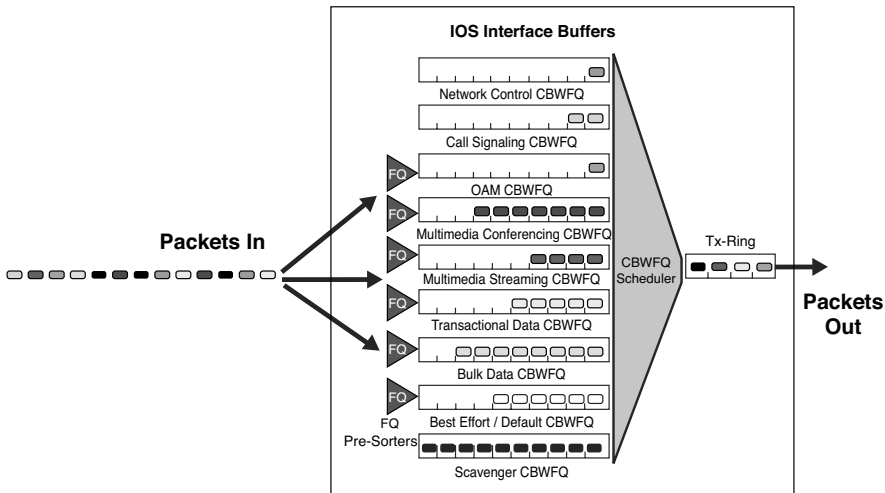 IOS Interface Buffers
Network Control CBWFQ
Call Signaling CBWFQ
FQ
OAM CBWFQ
FQ
Multimedia Conferencing CBWFQ
Packets In
FQ
Multimedia Streaming CBWFQ
CBWFQ
Scheduler
Tx-Ring
Packets
Out
FQ
Transactional Data CBWFQ
FQ
Bulk Data CBWFQ
FQ
Best Effort / Default CBWFQ
FQ
Pre-Sorters
Scavenger CBWFQ